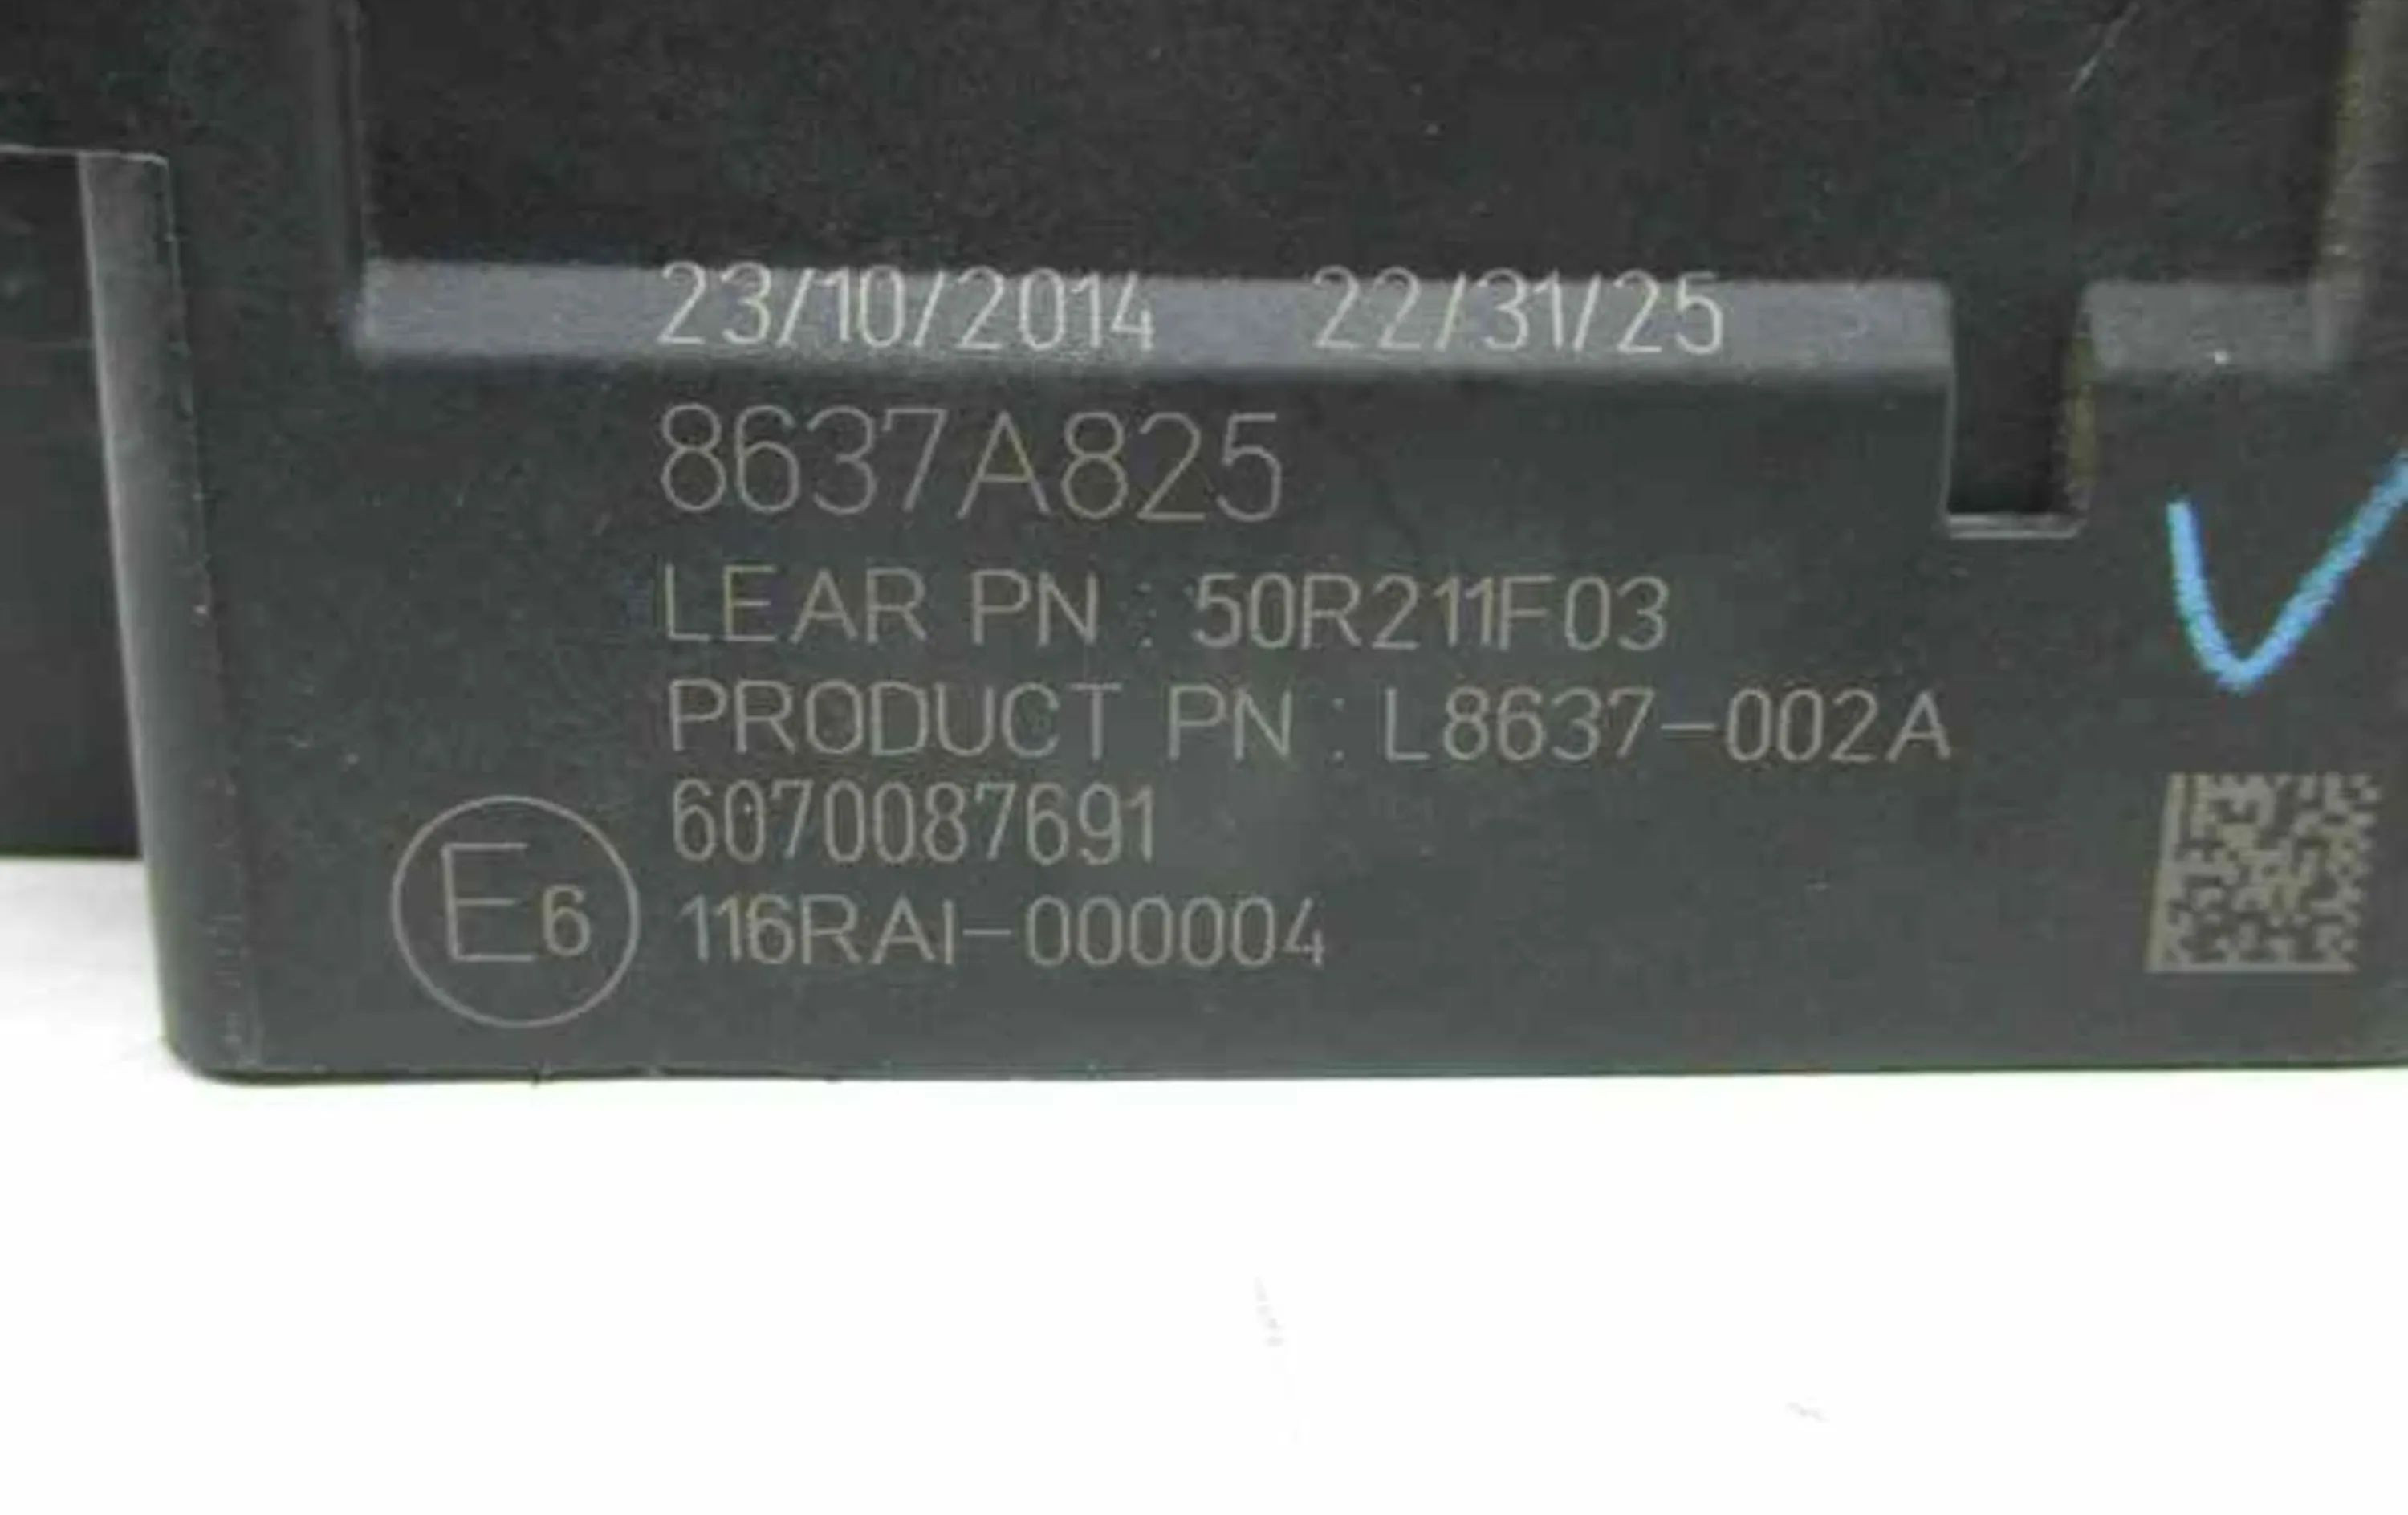 23/10/2014 22/31/25
8637A825
LEAR PN : 50R211F03
PRODUCT PN : L8637-002A
6070087691
E6 116RAI-000004